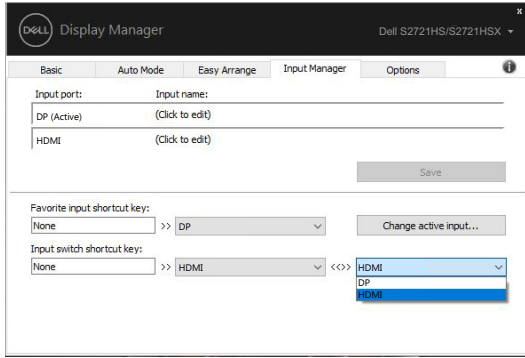 DELL Display Manager
Dell S2721HS/S2721HSX
x
Basic Auto Mode Easy Arrange Input Manager Options
Input port: Input name:
DP (Active) (Click to edit)
HDMI (Click to edit)
Save
Favorite input shortcut key:
None >> DP Change active input...
Input switch shortcut key:
None >> HDMI <<>> HDMI
DP
HDMI